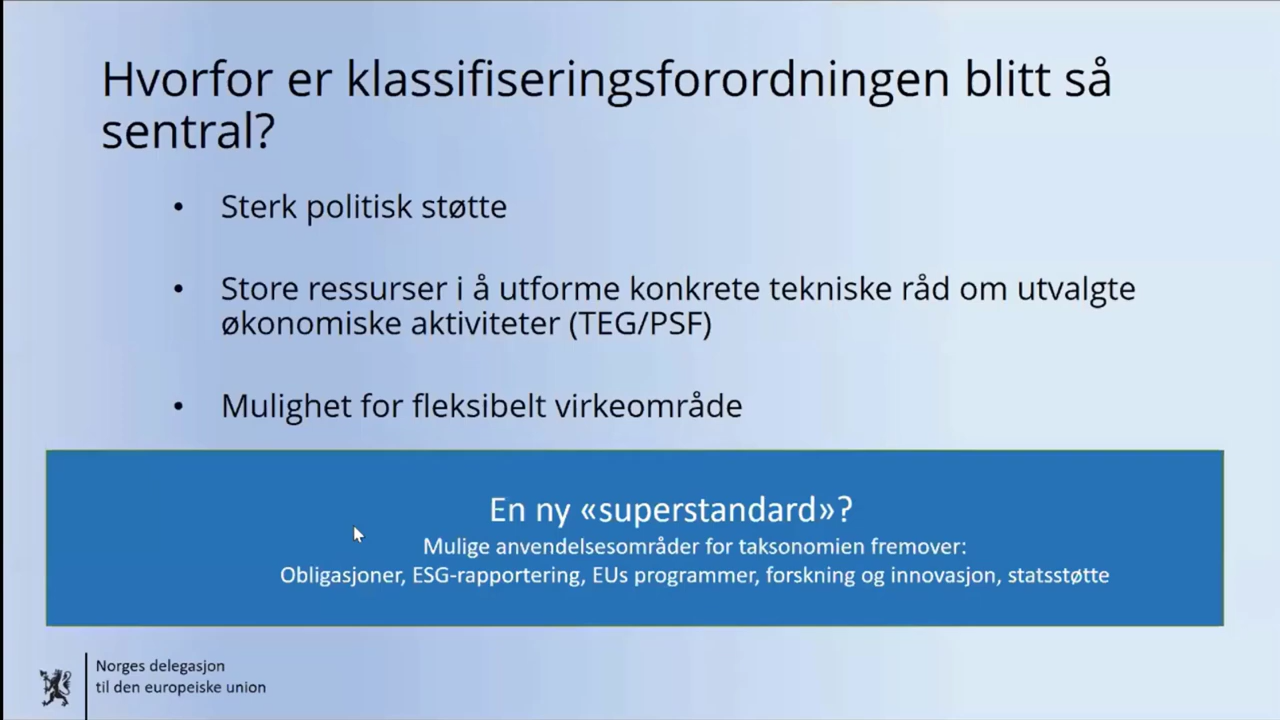 Hvorfor er klassifiseringsforordningen blitt så
sentral?
• Sterk politisk støtte
• Store ressurser i å utforme konkrete tekniske råd om utvalgte
økonomiske aktiviteter (TEG/PSF)
• Mulighet for fleksibelt virkeområde
En ny «superstandard»?
Mulige anvendelsesområder for taksonomien fremover:
Obligasjoner, ESG-rapportering, EUs programmer, forskning og innovasjon, statsstøtte
Norges delegasjon
til den europeiske union